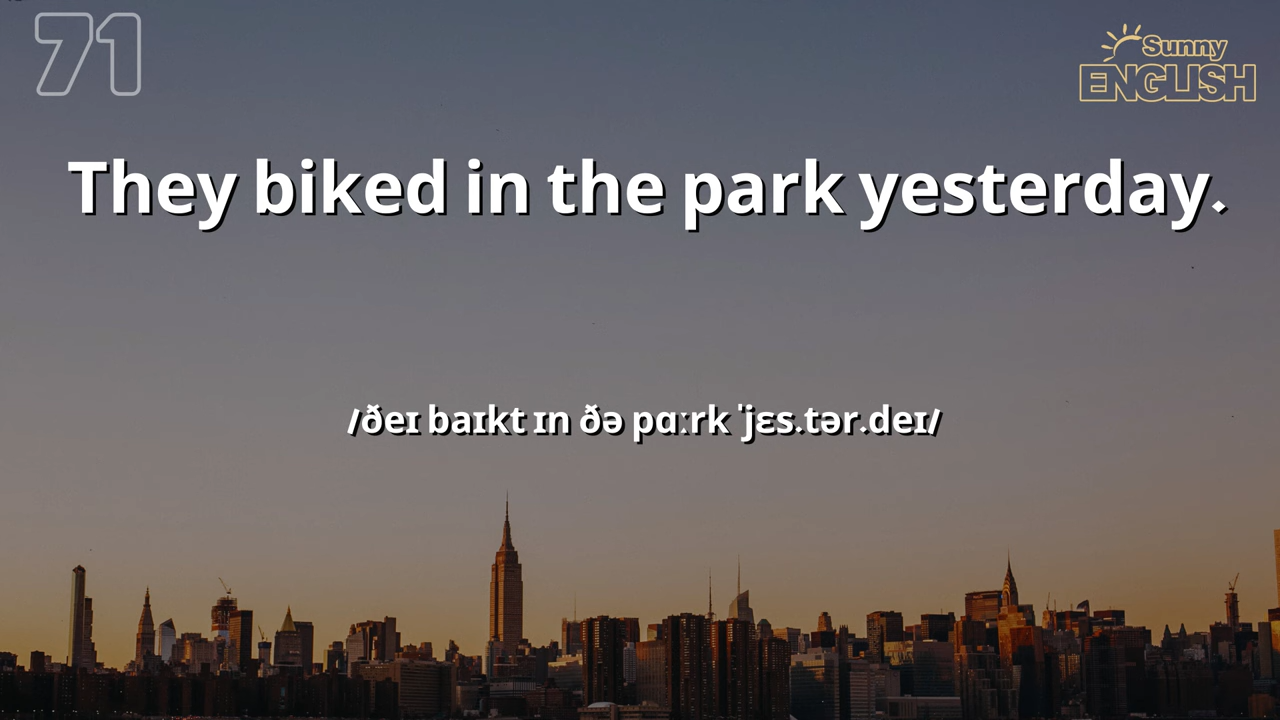 71
Sunny
ENGLISH
They biked in the park yesterday.
/ðeɪ baɪkt ɪn ðə pɑːrk ˈjɛs.tər.deɪ/